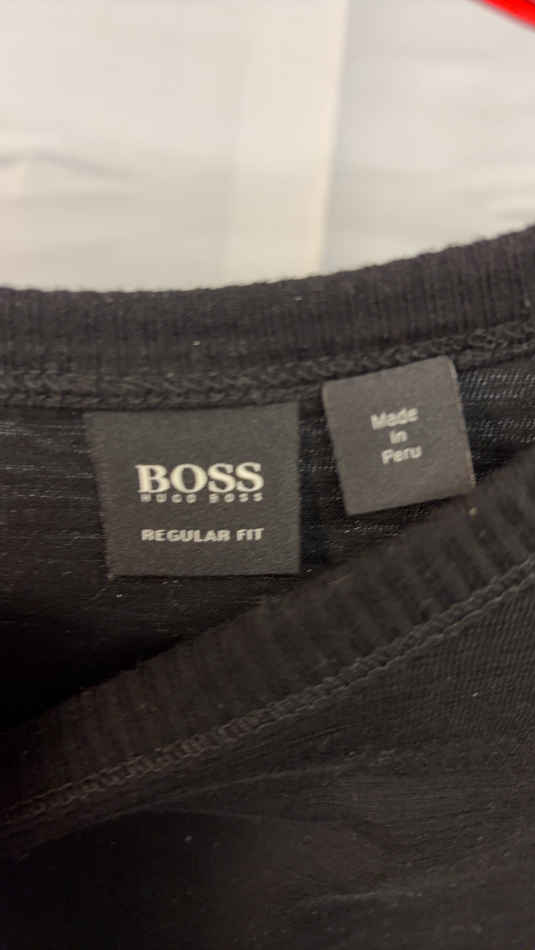 BOSS
HUGO BOSS
REGULAR FIT
Made
in
Peru